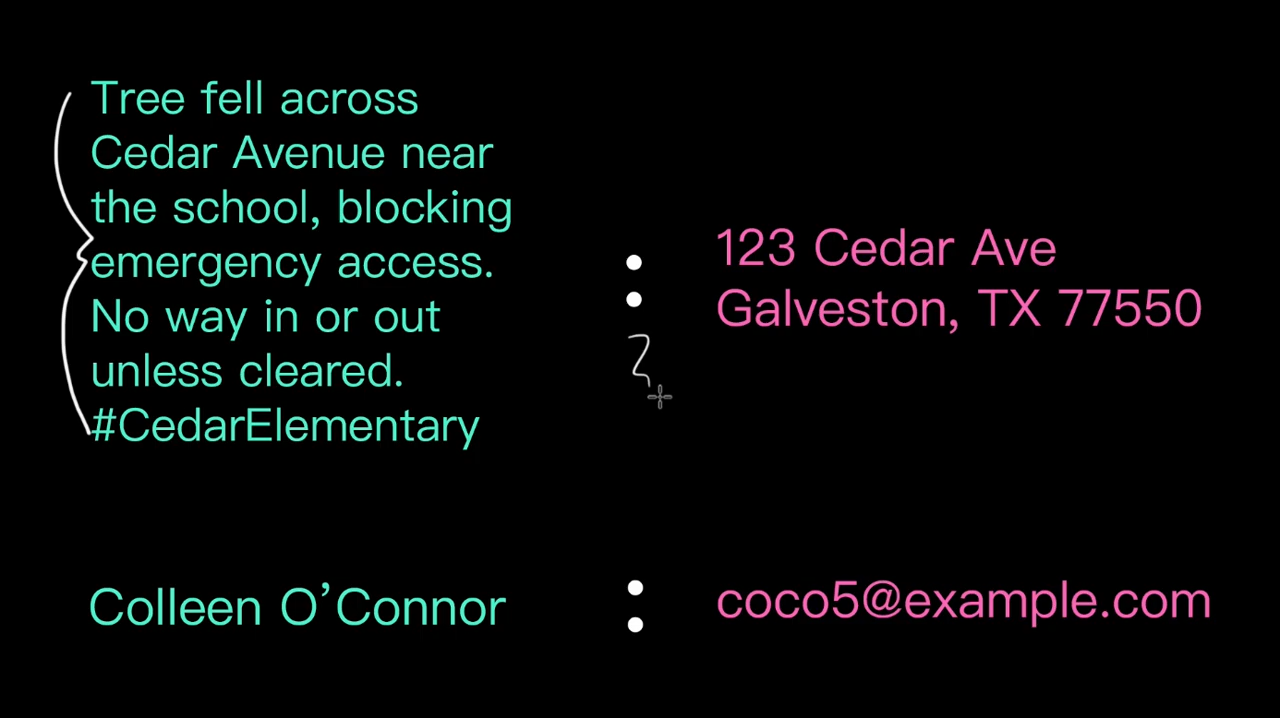 Tree fell across
Cedar Avenue near
the school, blocking
emergency access.
No way in or out
unless cleared.
#CedarElementary
:
123 Cedar Ave
Galveston, TX 77550
Colleen O’Connor : coco5@example.com